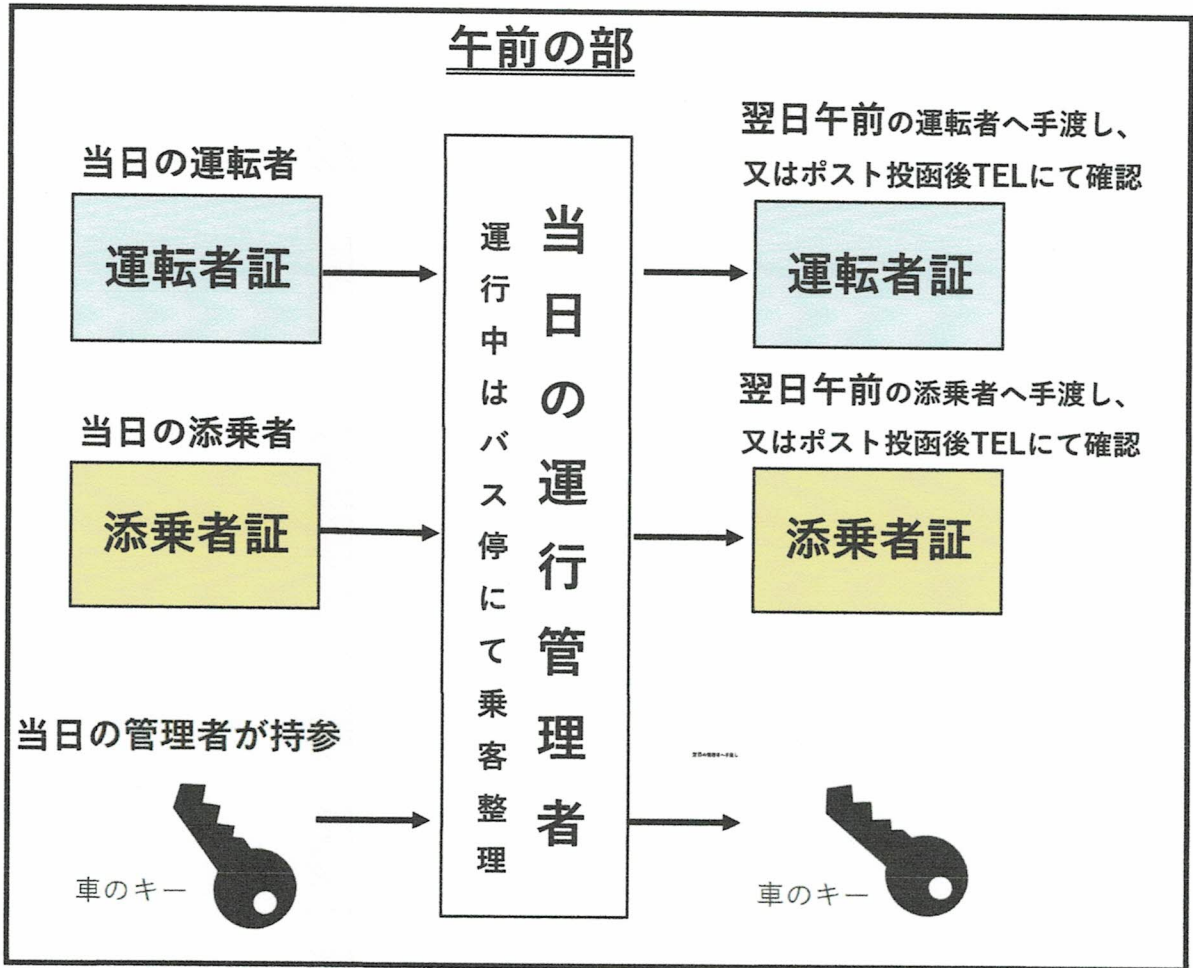 午前の部
当日の運転者
運転者証
当日の添乗者
添乗者証
当日の管理者が持参
車のキー
当日の運行管理者
運行中はバス停にて乗客整理
翌日午前の運転者へ手渡し、
又はポスト投函後TELにて確認
運転者証
翌日午前の添乗者へ手渡し、
又はポスト投函後TELにて確認
添乗者証
車のキー